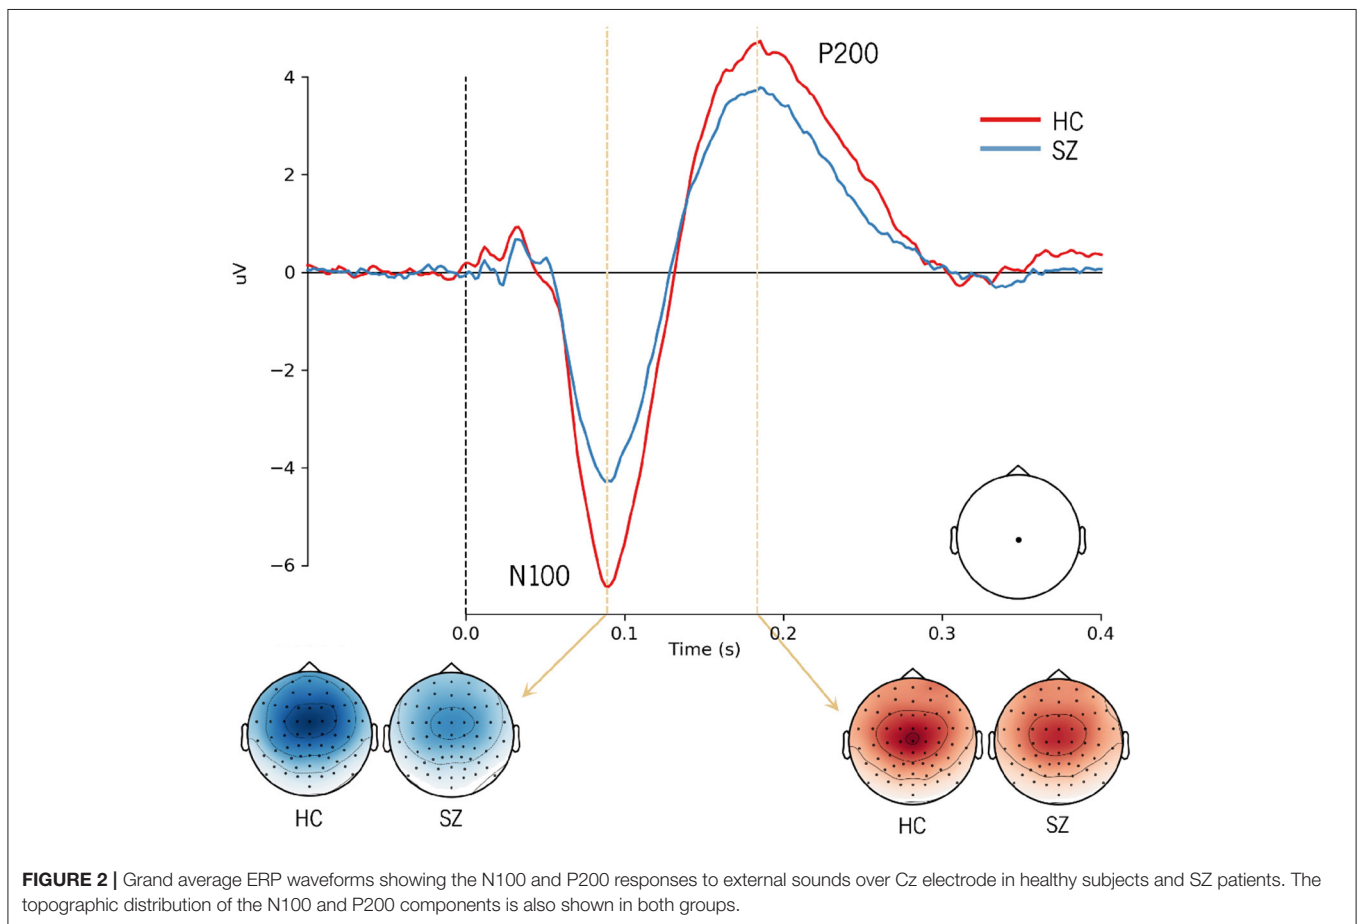 P200
4
HC
SZ
2
uV
0
−2
−4
−6
N100
0.0
0.1
0.2
0.3
0.4
Time (s)
HC
SZ
HC
SZ
FIGURE 2 | Grand average ERP waveforms showing the N100 and P200 responses to external sounds over Cz electrode in healthy subjects and SZ patients. The
topographic distribution of the N100 and P200 components is also shown in both groups.